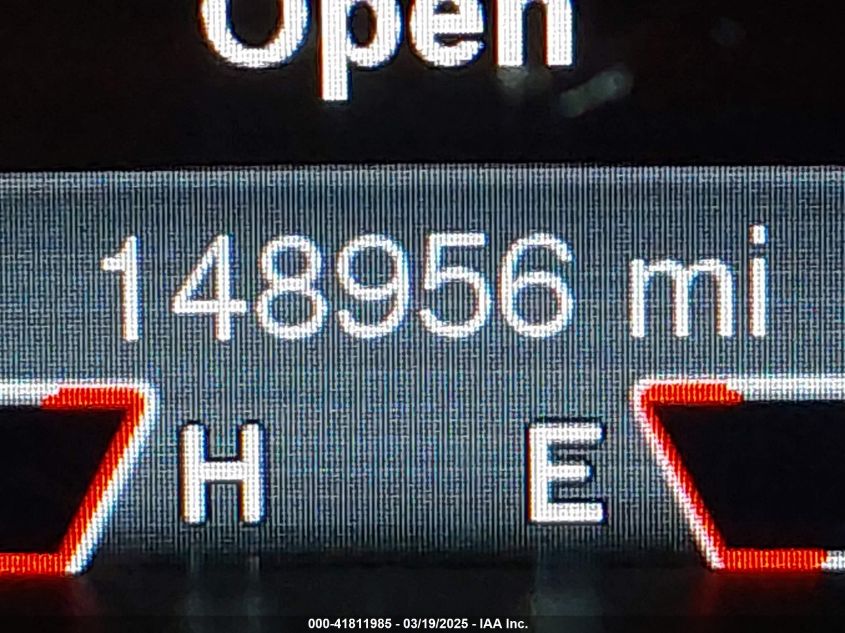 Open
148956 mi
H E
000-41811985 - 03/19/2025 - IAA Inc.